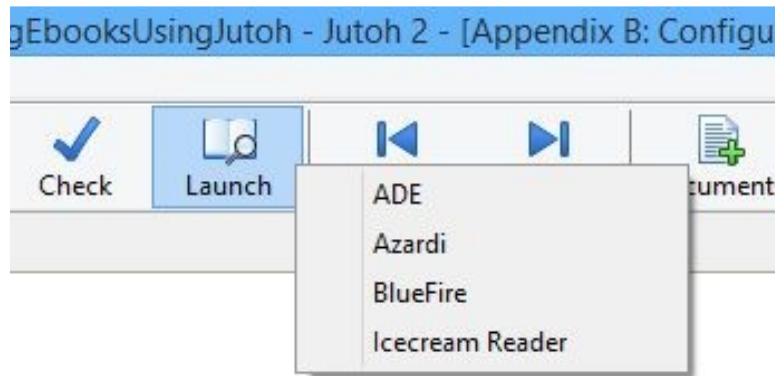 gEbooksUsingJutoh - Jutoh 2 - [Appendix B: Configu
Check Launch cument
ADE
Azardi
BlueFire
Icecream Reader